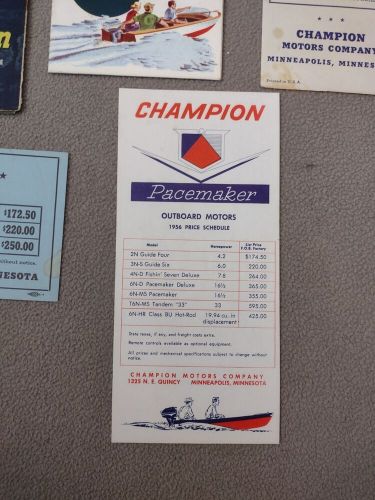 on
CHAMPION
MOTORS COMPANY
MINNEAPOLIS, MINNES
Printed in U.S.A.
$172.50
$220.00
$250.00
without notice.
NESOTA
CHAMPION
Pacemaker
OUTBOARD MOTORS
1956 PRICE SCHEDULE
Model Horsepower List Price F.O.B. Factory
2N Guide Four 4.2 $174.50
3N-S Guide Six 6.0 220.00
4N-D Fishin' Seven Deluxe 7.8 264.00
6N-D Pacemaker Deluxe 16½ 365.00
6N-MS Pacemaker 16½ 355.00
T6N-MS Tandem "33" 33 595.00
6N-HR Class BU Hot-Rod 19.94 cu. in. displacement 425.00
State taxes, if any, and freight costs extra.
Remote controls available as optional equipment.
All prices and mechanical specifications subject to change without
notice.
CHAMPION MOTORS COMPANY
1325 N. E. QUINCY MINNEAPOLIS, MINNESOTA